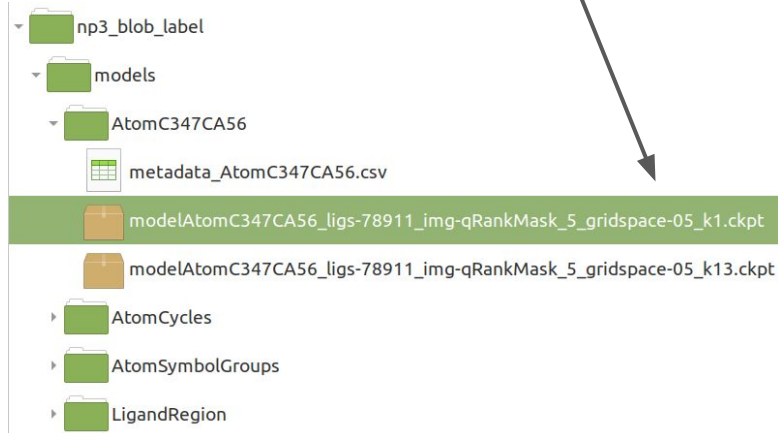 np3_blob_label
models
AtomC347CA56
metadata_AtomC347CA56.csv
modelAtomC347CA56_ligs-78911_img-qRankMask_5_gridspace-05_k1.ckpt
modelAtomC347CA56_ligs-78911_img-qRankMask_5_gridspace-05_k13.ckpt
AtomCycles
AtomSymbolGroups
LigandRegion